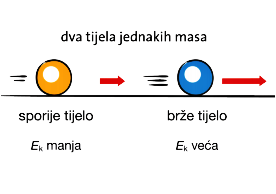 dva tijela jednakih masa
sporije tijelo
brže tijelo
Ek manja
Ek veća